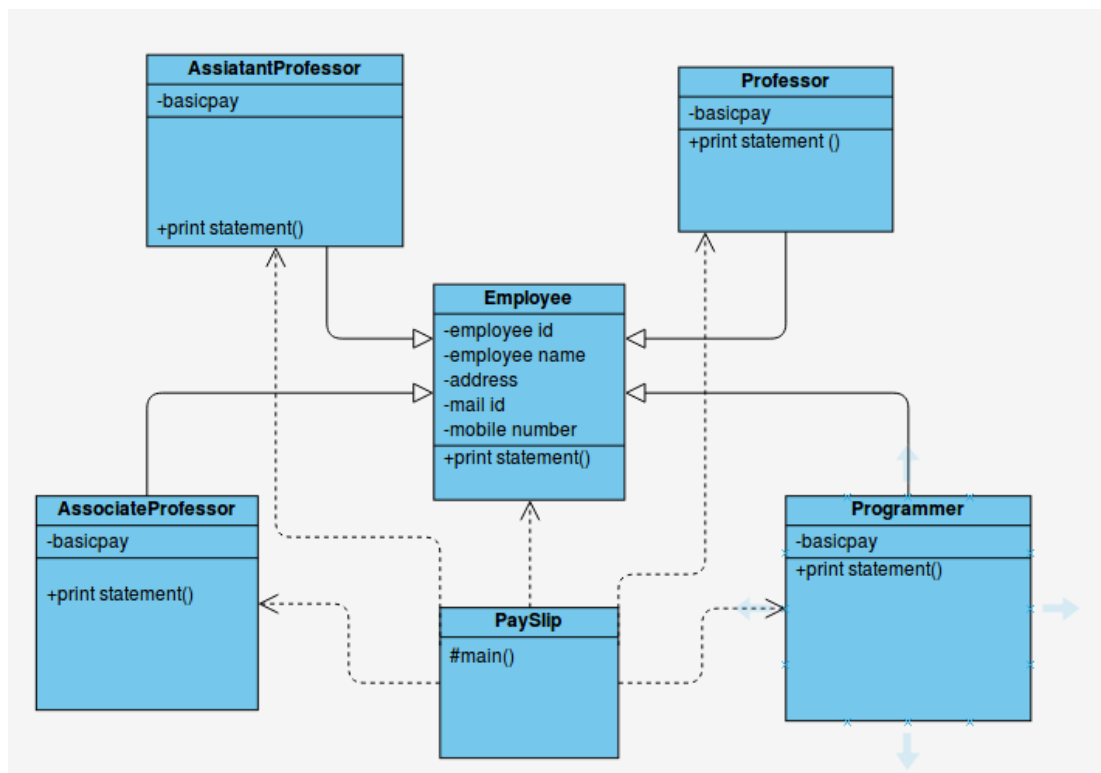 AssiatantProfessor
-basicpay
+print statement()
Professor
-basicpay
+print statement ()
Employee
-employee id
-employee name
-address
-mail id
-mobile number
+print statement()
AssociateProfessor
-basicpay
+print statement()
PaySlip
#main()
Programmer
-basicpay
+print statement()